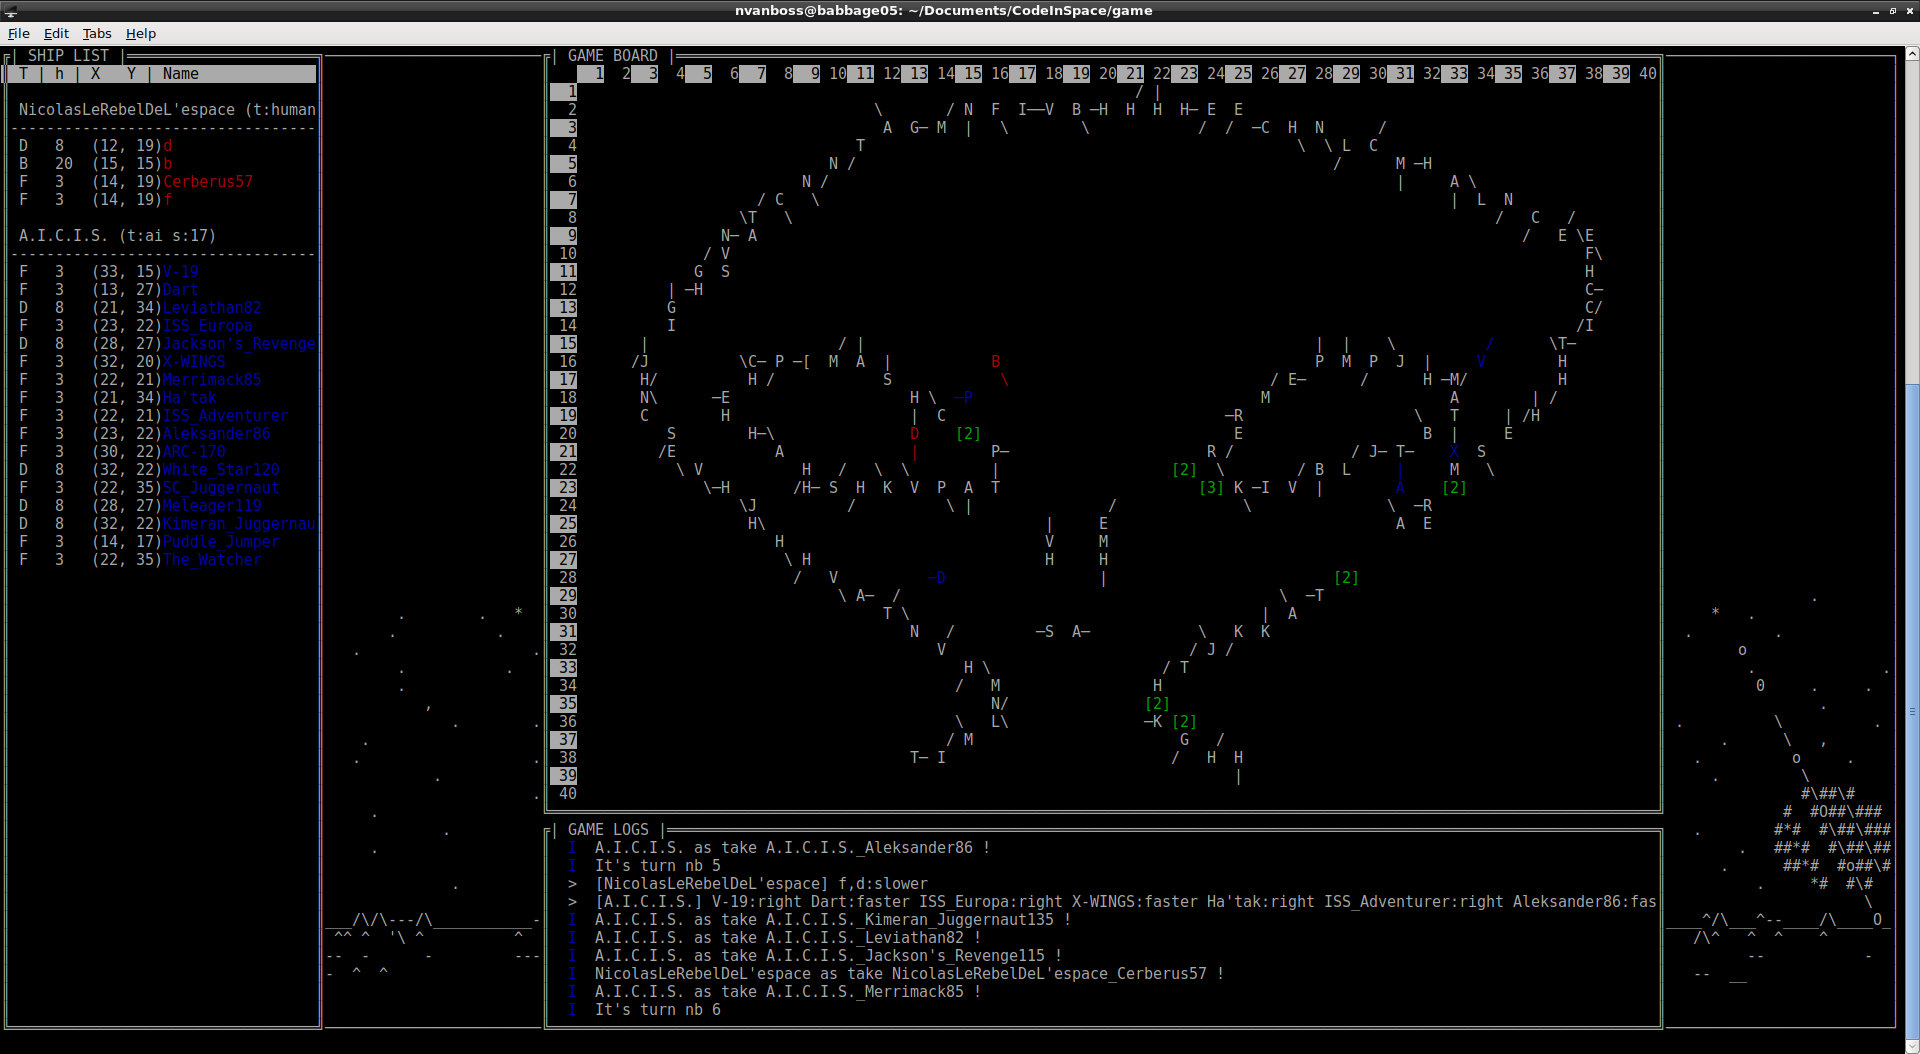 nvanboss@babbage05: ~/Documents/CodeInSpace/game
File Edit Tabs Help
SHIP LIST
T | h | X Y | Name
NicolasLeRebelDeL'espace (t:human
D 8 (12, 19)d
B 20 (15, 15)b
F 3 (14, 19)Cerberus57
F 3 (14, 19)f
A.I.C.I.S. (t:ai s:17)
F 3 (33, 15)V-19
F 3 (13, 27)Dart
D 8 (21, 34)Leviathan82
F 3 (23, 22)ISS_Europa
D 8 (28, 27)Jackson's_Revenge
F 3 (32, 20)X-WINGS
F 3 (22, 21)Merrimack85
F 3 (21, 34)Ha'tak
F 3 (22, 21)ISS_Adventurer
F 3 (23, 22)Aleksander86
F 3 (30, 22)ARC-170
D 8 (32, 22)White_Star120
F 3 (22, 35)SC_Juggernaut
D 8 (28, 27)Meleager119
D 8 (32, 22)Kimeran_Juggernau
F 3 (14, 17)Puddle_Jumper
F 3 (22, 35)The_Watcher
GAME BOARD
1 2 3 4 5 6 7 8 9 10 11 12 13 14 15 16 17 18 19 20 21 22 23 24 25 26 27 28 29 30 31 32 33 34 35 36 37 38 39 40
1 / |
2 \ / N F I——V B —H H H H— E E
3 A G— M | \ \ / / —C H N /
4 T \ \ L C
5 N / / M —H
6 N / | A \
7 / C \ | L N
8 \T \ / C /
9 N— A / E \E
10 / V F\
11 G S H
12 | —H C—
13 G C/
14 I /I
15 | / | | | \ / \T—
16 /J \C— P —[ M A | B P M P J | V H
17 H/ H / S \ / E— / H —M/ H
18 N\ —E H \ —P M A | /
19 C H | C —R \ T | /H
20 S H—\ D [2] E B | E
21 /E A | P— R / / J— T— X S
22 \ V H / \ \ | [2] \ / B L | M \
23 \—H /H— S H K V P A T [3] K —I V | A [2]
24 \J / \ | / \ \ —R
25 H\ | E A E
26 H V M
27 \ H H H
28 / V —D | [2]
29 \ A— / \ —T
30 T \ | A
31 N / —S A— \ K K
32 V / J /
33 H \ / T
34 / M H
35 N/ [2]
36 \ L\ —K [2]
37 / M G /
38 T— I / H H
39 |
40
GAME LOGS
I A.I.C.I.S. as take A.I.C.I.S._Aleksander86 !
I It's turn nb 5
> [NicolasLeRebelDeL'espace] f,d:slower
> [A.I.C.I.S.] V-19:right Dart:faster ISS_Europa:right X-WINGS:faster Ha'tak:right ISS_Adventurer:right Aleksander86:fas
I A.I.C.I.S. as take A.I.C.I.S._Kimeran_Juggernaut135 !
I A.I.C.I.S. as take A.I.C.I.S._Leviathan82 !
I A.I.C.I.S. as take A.I.C.I.S._Jackson's_Revenge115 !
I NicolasLeRebelDeL'espace as take NicolasLeRebelDeL'espace_Cerberus57 !
I A.I.C.I.S. as take A.I.C.I.S._Merrimack85 !
I It's turn nb 6